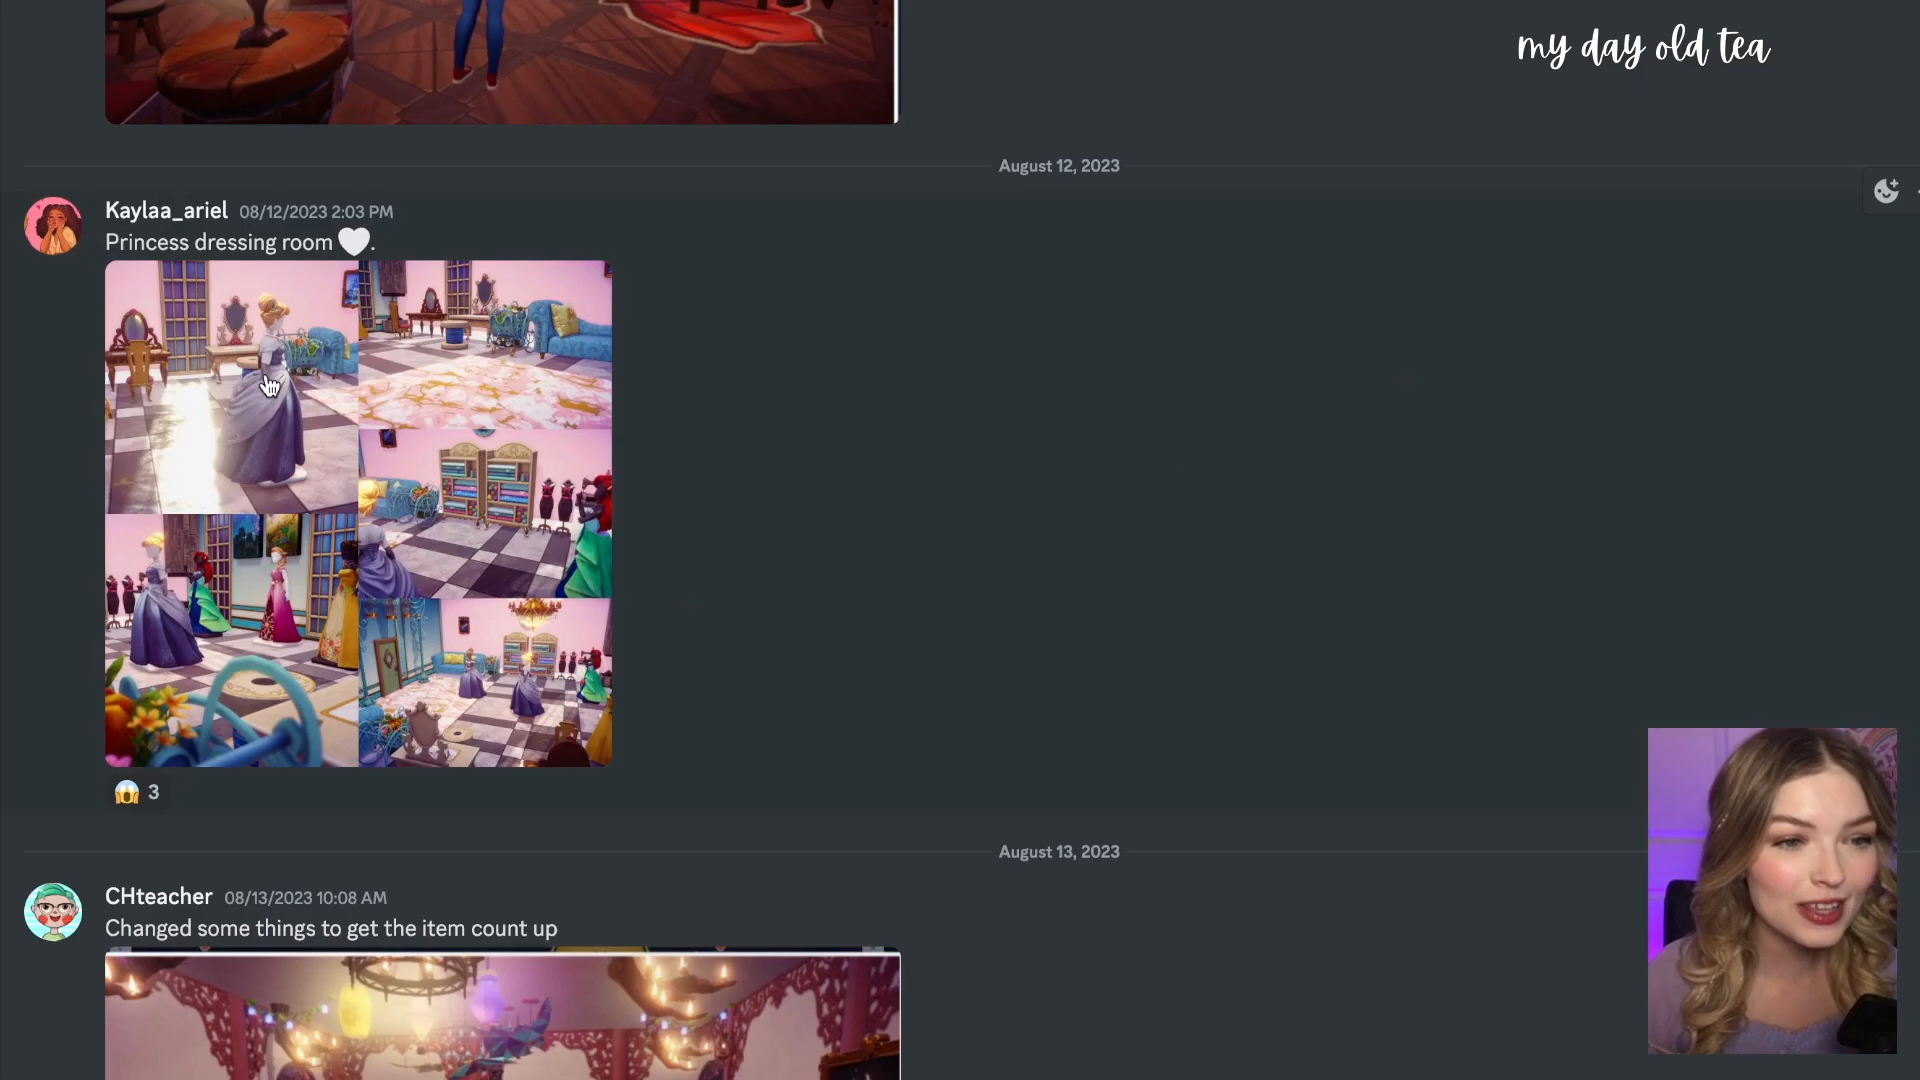 my day old tea
August 12, 2023
Kaylaa_ariel 08/12/2023 2:03 PM
Princess dressing room 🤍.
3
August 13, 2023
CHteacher 08/13/2023 10:08 AM
Changed some things to get the item count up